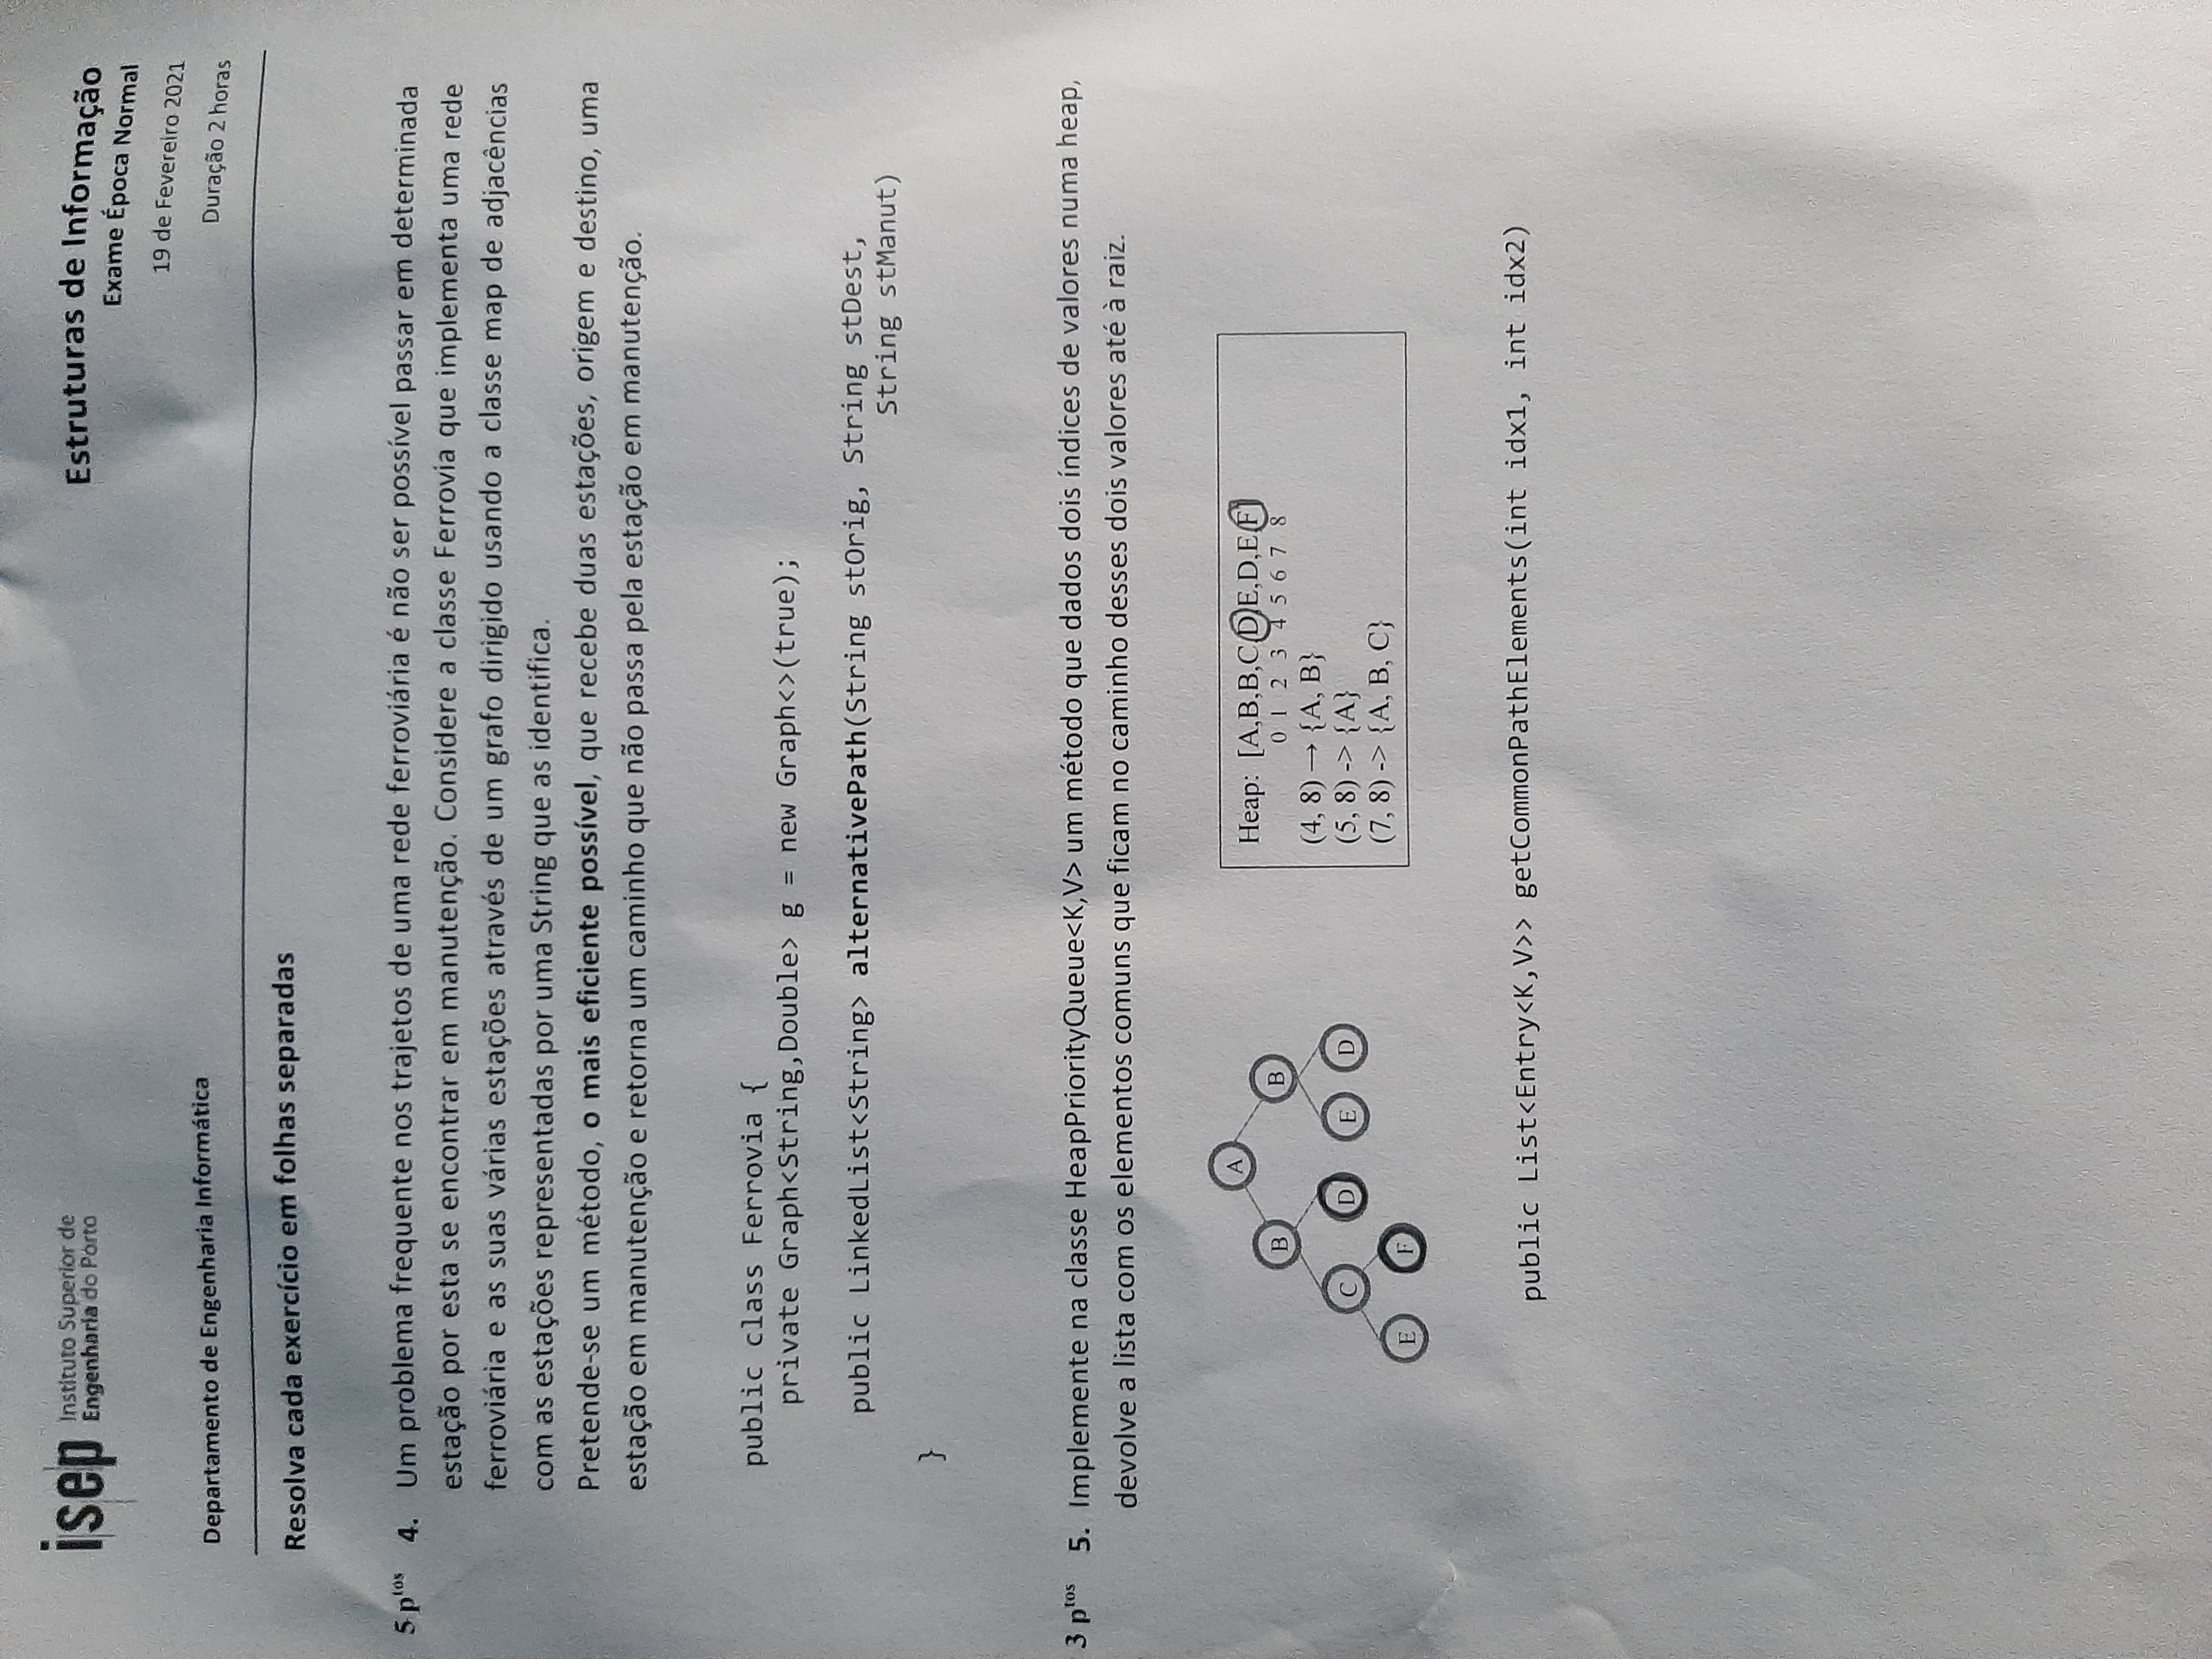 isep Instituto Superior de
Engenharia do Porto
Estruturas de Informação
Exame Época Normal
19 de Fevereiro 2021
Duração 2 horas
Departamento de Engenharia Informática
Resolva cada exercício em folhas separadas
5 ptos 4. Um problema frequente nos trajetos de uma rede ferroviária é não ser possível passar em determinada
estação por esta se encontrar em manutenção. Considere a classe Ferrovia que implementa uma rede
ferroviária e as suas várias estações através de um grafo dirigido usando a classe map de adjacências
com as estações representadas por uma String que as identifica.
Pretende-se um método, o mais eficiente possível, que recebe duas estações, origem e destino, uma
estação em manutenção e retorna um caminho que não passa pela estação em manutenção.
public class Ferrovia {
private Graph<String,Double> g = new Graph<>(true);
public LinkedList<String> alternativePath(String stOrig, String stDest,
String stManut)
}
3 ptos 5. Implemente na classe HeapPriorityQueue<K,V> um método que dados dois índices de valores numa heap,
devolve a lista com os elementos comuns que ficam no caminho desses dois valores até à raiz.
A
B B
C D E D
E F
Heap: [A,B,B,C,D,E,D,E,F]
0 1 2 3 4 5 6 7 8
(4, 8) → {A, B}
(5, 8) -> {A}
(7, 8) -> {A, B, C}
public List<Entry<K,V>> getCommonPathElements(int idx1, int idx2)